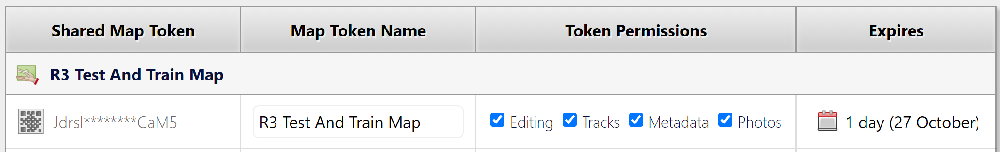 Shared Map Token Map Token Name Token Permissions Expires
R3 Test And Train Map
Jdrsl********CaM5 R3 Test And Train Map Editing Tracks Metadata Photos 1 day (27 October)